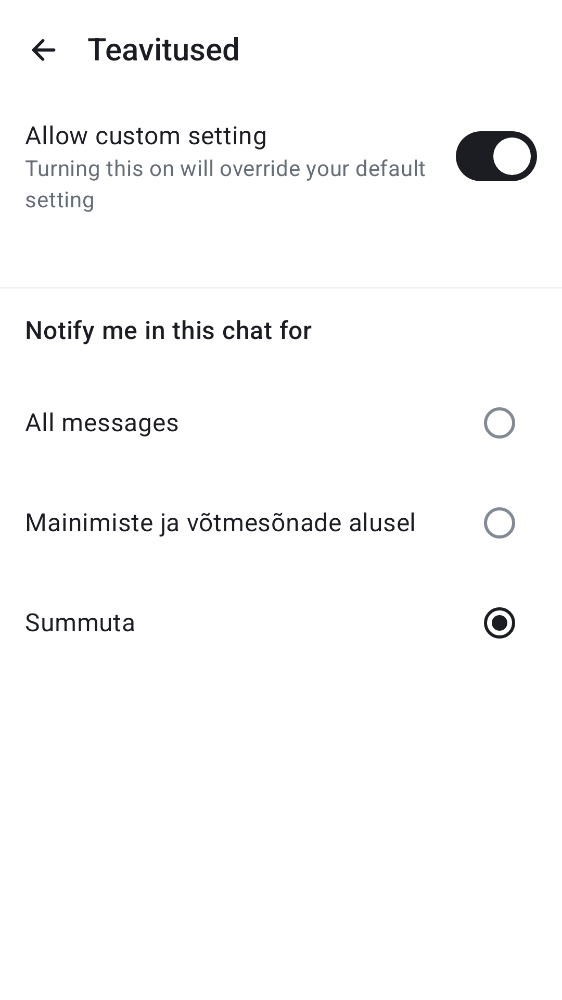 Teavitused
Allow custom setting
Turning this on will override your default
setting
Notify me in this chat for
All messages
Mainimiste ja võtmesõnade alusel
Summuta